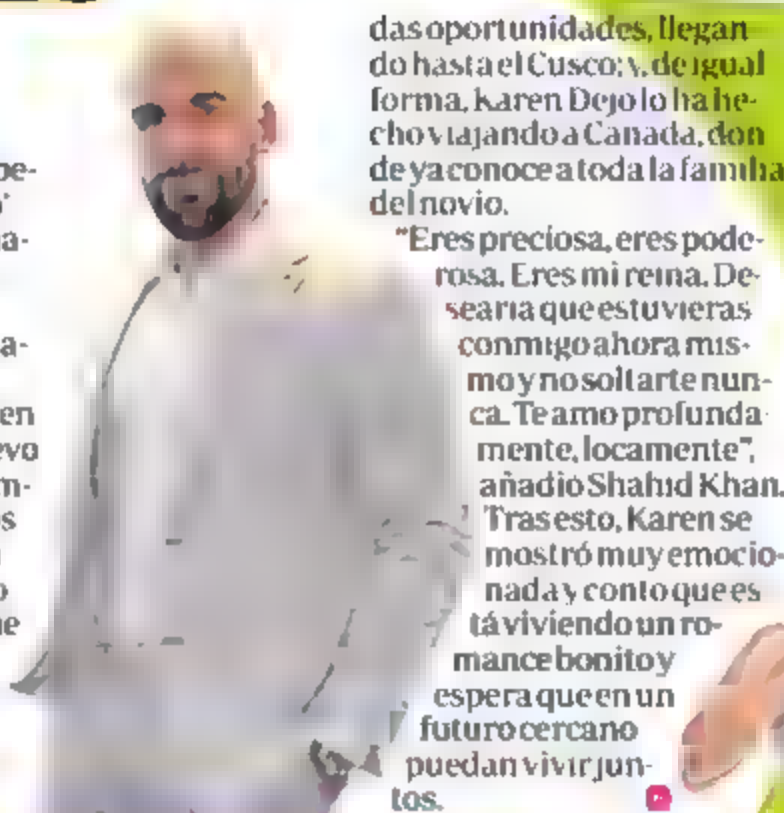 das oportunidades, llegan
do hasta el Cusco; y, de igual
forma, Karen Dejo lo ha he-
cho viajando a Canadá, don
de ya conoce a toda la familia
del novio.
"Eres preciosa, eres pode-
rosa. Eres mi reina. De-
searía que estuvieras
conmigo ahora mis-
mo y no soltarte nun-
ca. Te amo profunda
mente, locamente",
añadió Shahid Khan.
Tras esto, Karen se
mostró muy emocio-
nada y contó que es
tá viviendo un ro-
mance bonito y
espera que en un
futuro cercano
puedan vivir jun-
tos.